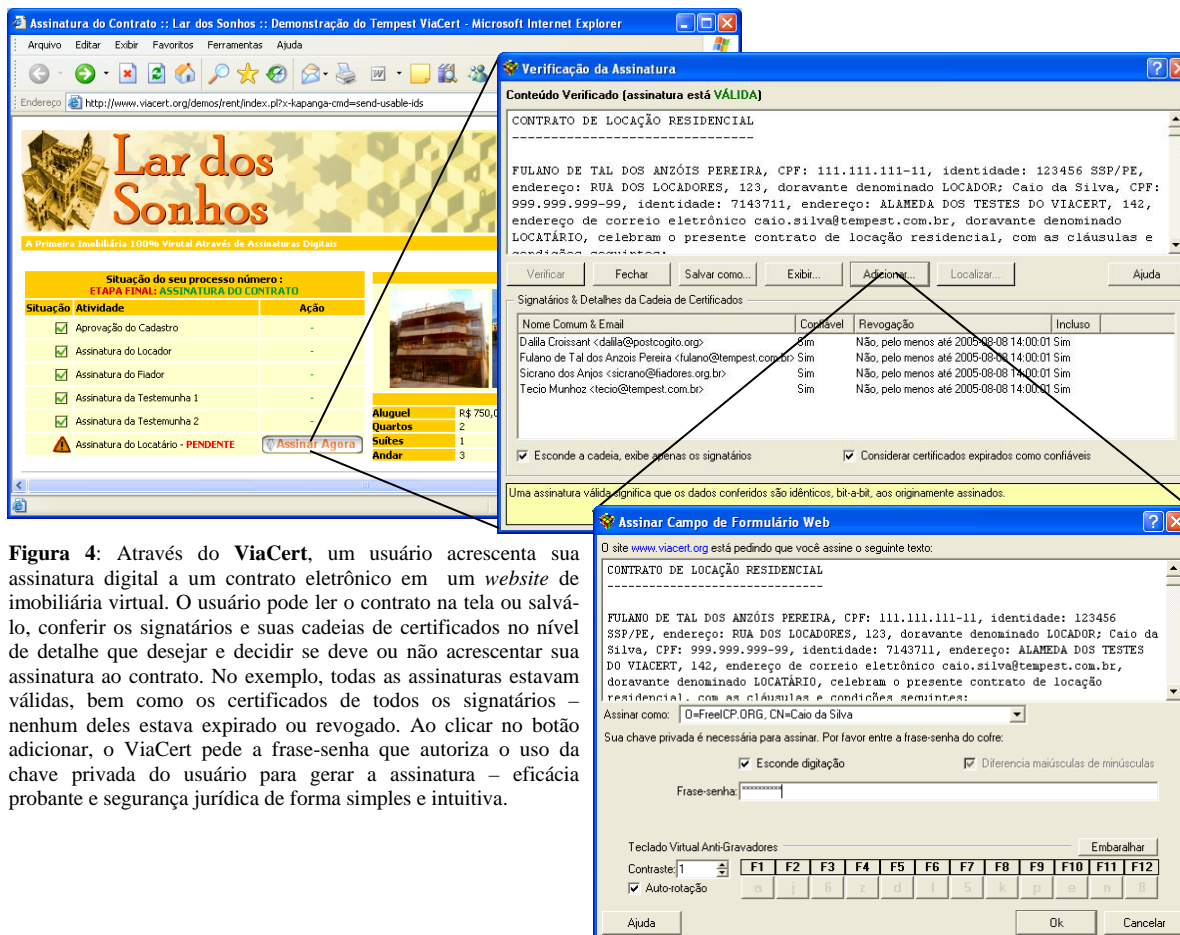 Assinatura do Contrato :: Lar dos Sonhos :: Demonstração do Tempest ViaCert - Microsoft Internet Explorer
Arquivo Editar Exibir Favoritos Ferramentas Ajuda
Endereço http://www.viacert.org/demos/rent/index.pl?x-kapanga-cmd=send-usable-ids
Lar dos
Sonhos
A Primeira Imobiliária 100% Virutal Através de Assinaturas Digitais
Situação do seu processo número :
ETAPA FINAL: ASSINATURA DO CONTRATO
Situação Atividade Ação
Aprovação do Cadastro -
Assinatura do Locador -
Assinatura do Fiador -
Assinatura da Testemunha 1 -
Assinatura da Testemunha 2 -
Assinatura do Locatário - PENDENTE Assinar Agora
Aluguel R$ 750,0
Quartos 2
Suítes 1
Andar 3
Verificação da Assinatura
Conteúdo Verificado (assinatura está VÁLIDA)
CONTRATO DE LOCAÇÃO RESIDENCIAL
--------------------------------
FULANO DE TAL DOS ANZÓIS PEREIRA, CPF: 111.111.111-11, identidade: 123456 SSP/PE,
endereço: RUA DOS LOCADORES, 123, doravante denominado LOCADOR; Caio da Silva, CPF:
999.999.999-99, identidade: 7143711, endereço: ALAMEDA DOS TESTES DO VIACERT, 142,
endereço de correio eletrônico caio.silva@tempest.com.br, doravante denominado
LOCATÁRIO, celebram o presente contrato de locação residencial, com as cláusulas e
condições seguintes:
Verificar Fechar Salvar como... Exibir... Adicionar... Localizar... Ajuda
Signatários & Detalhes da Cadeia de Certificados
Nome Comum & Email Confiável Revogação Incluso
Dalila Croissant <dalila@postcogito.org> Sim Não, pelo menos até 2005-08-08 14:00:01 Sim
Fulano de Tal dos Anzois Pereira <fulano@tempest.com.br> Sim Não, pelo menos até 2005-08-08 14:00:01 Sim
Sicrano dos Anjos <sicrano@fiadores.org.br> Sim Não, pelo menos até 2005-08-08 14:00:01 Sim
Tecio Munhoz <tecio@tempest.com.br> Sim Não, pelo menos até 2005-08-08 14:00:01 Sim
Esconde a cadeia, exibe apenas os signatários Considerar certificados expirados como confiáveis
Uma assinatura válida significa que os dados conferidos são idênticos, bit-a-bit, aos originamente assinados.
Figura 4: Através do ViaCert, um usuário acrescenta sua
assinatura digital a um contrato eletrônico em um website de
imobiliária virtual. O usuário pode ler o contrato na tela ou salvá-
lo, conferir os signatários e suas cadeias de certificados no nível
de detalhe que desejar e decidir se deve ou não acrescentar sua
assinatura ao contrato. No exemplo, todas as assinaturas estavam
válidas, bem como os certificados de todos os signatários –
nenhum deles estava expirado ou revogado. Ao clicar no botão
adicionar, o ViaCert pede a frase-senha que autoriza o uso da
chave privada do usuário para gerar a assinatura – eficácia
probante e segurança jurídica de forma simples e intuitiva.
Assinar Campo de Formulário Web
O site www.viacert.org está pedindo que você assine o seguinte texto:
CONTRATO DE LOCAÇÃO RESIDENCIAL
-------------------------------
FULANO DE TAL DOS ANZÓIS PEREIRA, CPF: 111.111.111-11, identidade: 123456
SSP/PE, endereço: RUA DOS LOCADORES, 123, doravante denominado LOCADOR; Caio da
Silva, CPF: 999.999.999-99, identidade: 7143711, endereço: ALAMEDA DOS TESTES
DO VIACERT, 142, endereço de correio eletrônico caio.silva@tempest.com.br,
doravante denominado LOCATÁRIO, celebram o presente contrato de locação
residencial, com as cláusulas e condições seguintes:
Assinar como: O=FreeICP.ORG, CN=Caio da Silva
Sua chave privada é necessária para assinar. Por favor entre a frase-senha do cofre:
Esconde digitação Diferencia maiúsculas de minúsculas
Frase-senha: **********
Teclado Virtual Anti-Gravadores Embaralhar
Contraste: 1 F1 F2 F3 F4 F5 F6 F7 F8 F9 F10 F11 F12
Auto-rotação a j 6 z d l 5 k p e n 8
Ajuda Ok Cancelar